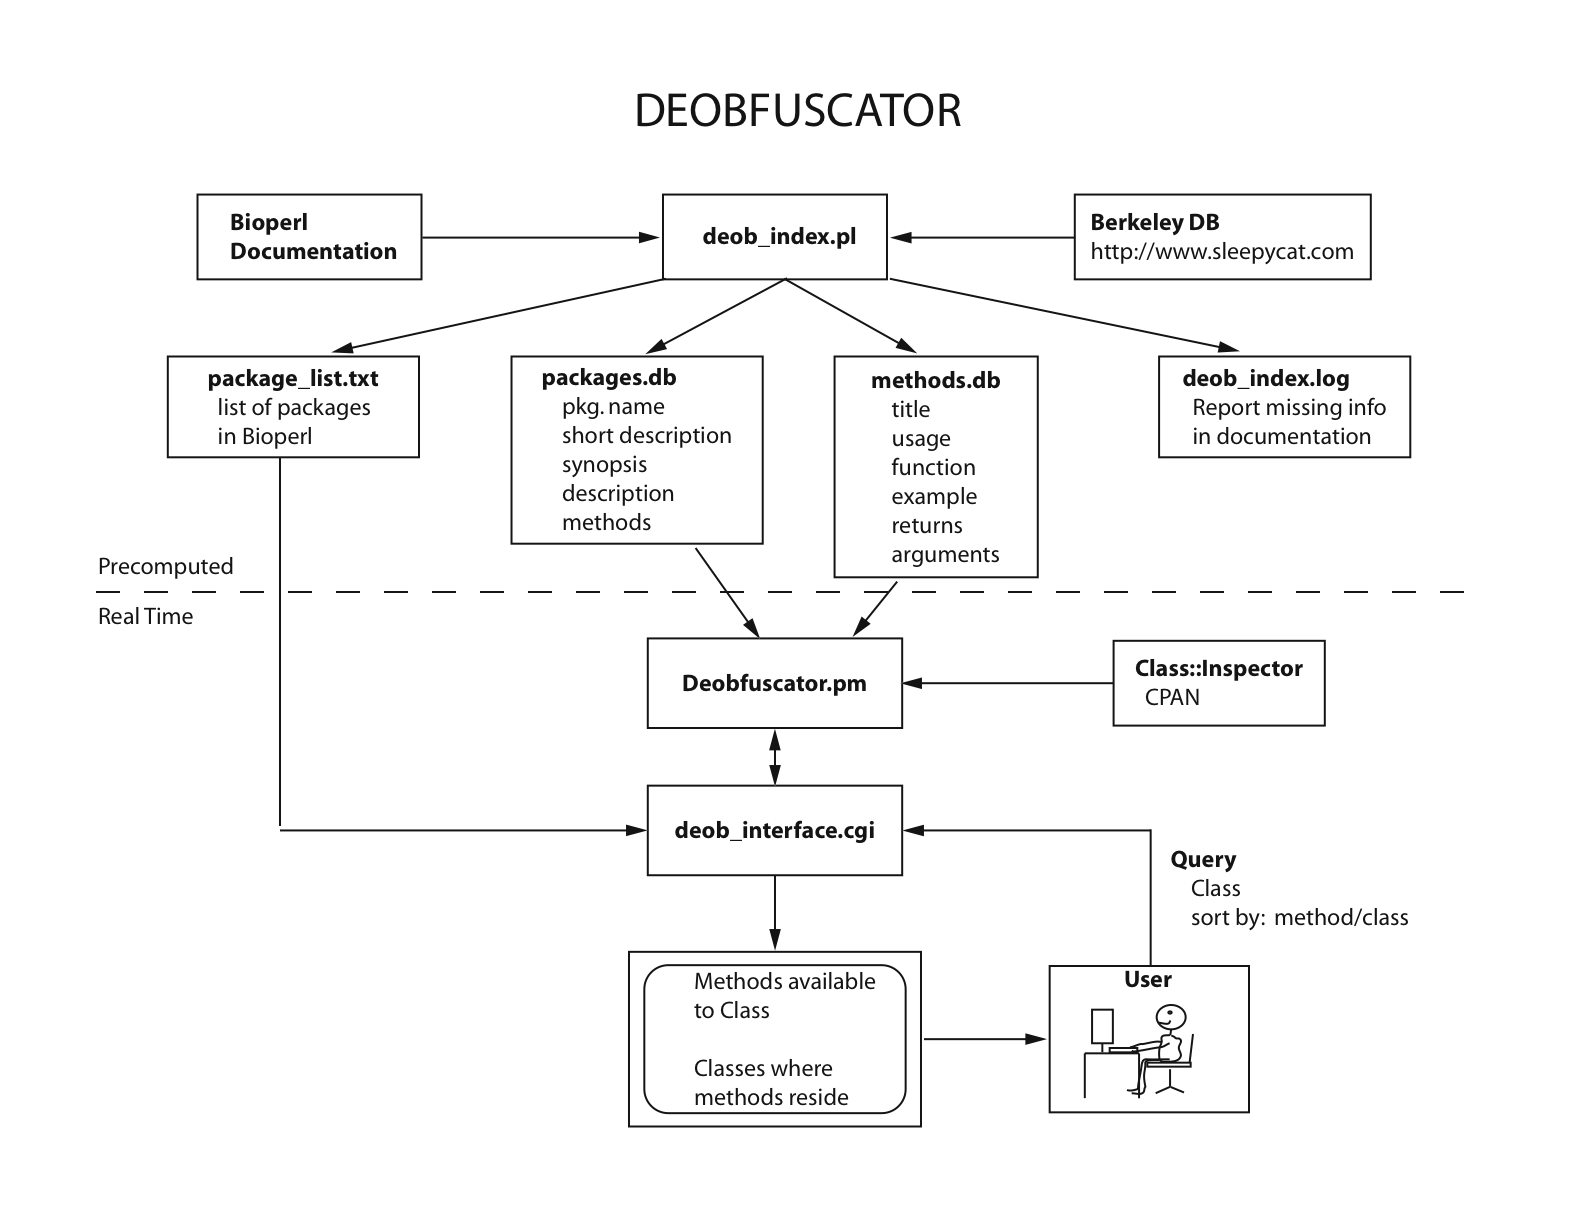 DEOBFUSCATOR
Bioperl
Documentation
deob_index.pl
Berkeley DB
http://www.sleepycat.com
package_list.txt
list of packages
in Bioperl
packages.db
pkg. name
short description
synopsis
description
methods
methods.db
title
usage
function
example
returns
arguments
deob_index.log
Report missing info
in documentation
Precomputed
Real Time
Deobfuscator.pm
Class::Inspector
CPAN
deob_interface.cgi
Query
Class
sort by: method/class
Methods available
to Class
Classes where
methods reside
User